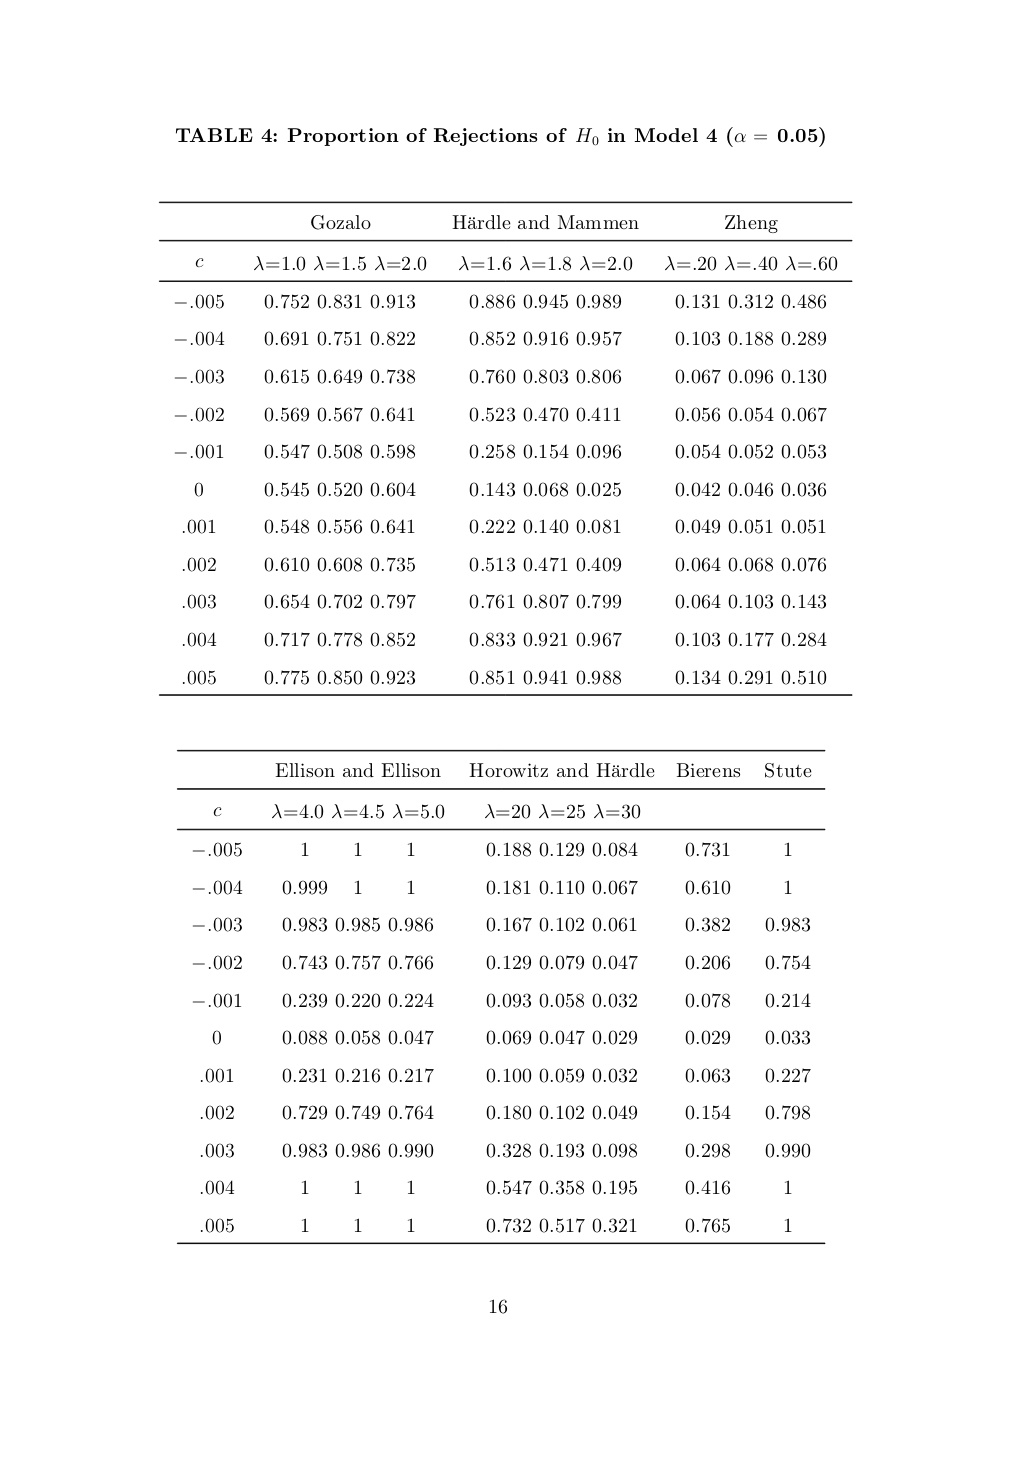 TABLE 4: Proportion of Rejections of H₀ in Model 4 (α = 0.05)
Gozalo Härdle and Mammen Zheng
c λ=1.0 λ=1.5 λ=2.0 λ=1.6 λ=1.8 λ=2.0 λ=.20 λ=.40 λ=.60
−.005 0.752 0.831 0.913 0.886 0.945 0.989 0.131 0.312 0.486
−.004 0.691 0.751 0.822 0.852 0.916 0.957 0.103 0.188 0.289
−.003 0.615 0.649 0.738 0.760 0.803 0.806 0.067 0.096 0.130
−.002 0.569 0.567 0.641 0.523 0.470 0.411 0.056 0.054 0.067
−.001 0.547 0.508 0.598 0.258 0.154 0.096 0.054 0.052 0.053
0 0.545 0.520 0.604 0.143 0.068 0.025 0.042 0.046 0.036
.001 0.548 0.556 0.641 0.222 0.140 0.081 0.049 0.051 0.051
.002 0.610 0.608 0.735 0.513 0.471 0.409 0.064 0.068 0.076
.003 0.654 0.702 0.797 0.761 0.807 0.799 0.064 0.103 0.143
.004 0.717 0.778 0.852 0.833 0.921 0.967 0.103 0.177 0.284
.005 0.775 0.850 0.923 0.851 0.941 0.988 0.134 0.291 0.510
Ellison and Ellison Horowitz and Härdle Bierens Stute
c λ=4.0 λ=4.5 λ=5.0 λ=20 λ=25 λ=30
−.005 1 1 1 0.188 0.129 0.084 0.731 1
−.004 0.999 1 1 0.181 0.110 0.067 0.610 1
−.003 0.983 0.985 0.986 0.167 0.102 0.061 0.382 0.983
−.002 0.743 0.757 0.766 0.129 0.079 0.047 0.206 0.754
−.001 0.239 0.220 0.224 0.093 0.058 0.032 0.078 0.214
0 0.088 0.058 0.047 0.069 0.047 0.029 0.029 0.033
.001 0.231 0.216 0.217 0.100 0.059 0.032 0.063 0.227
.002 0.729 0.749 0.764 0.180 0.102 0.049 0.154 0.798
.003 0.983 0.986 0.990 0.328 0.193 0.098 0.298 0.990
.004 1 1 1 0.547 0.358 0.195 0.416 1
.005 1 1 1 0.732 0.517 0.321 0.765 1
16